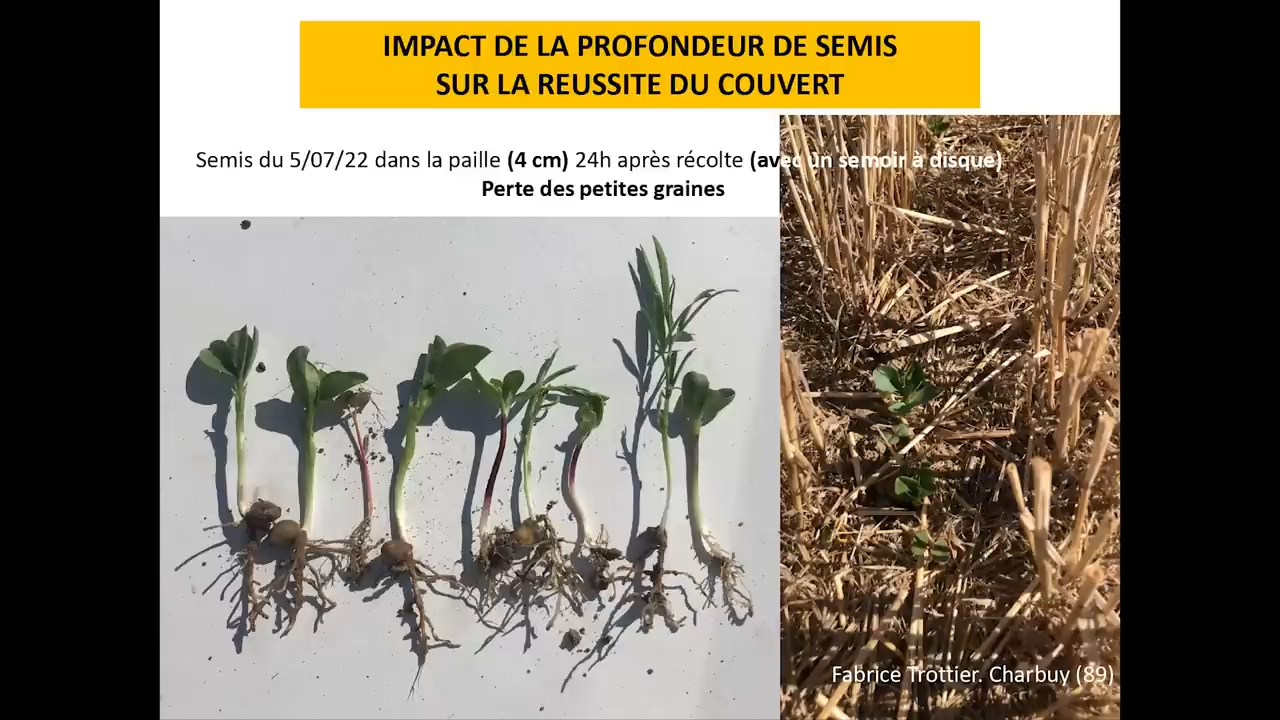 IMPACT DE LA PROFONDEUR DE SEMIS
SUR LA REUSSITE DU COUVERT
Semis du 5/07/22 dans la paille (4 cm) 24h après récolte (avec un semoir à disque)
Perte des petites graines
Fabrice Trottier. Charbuy (89)